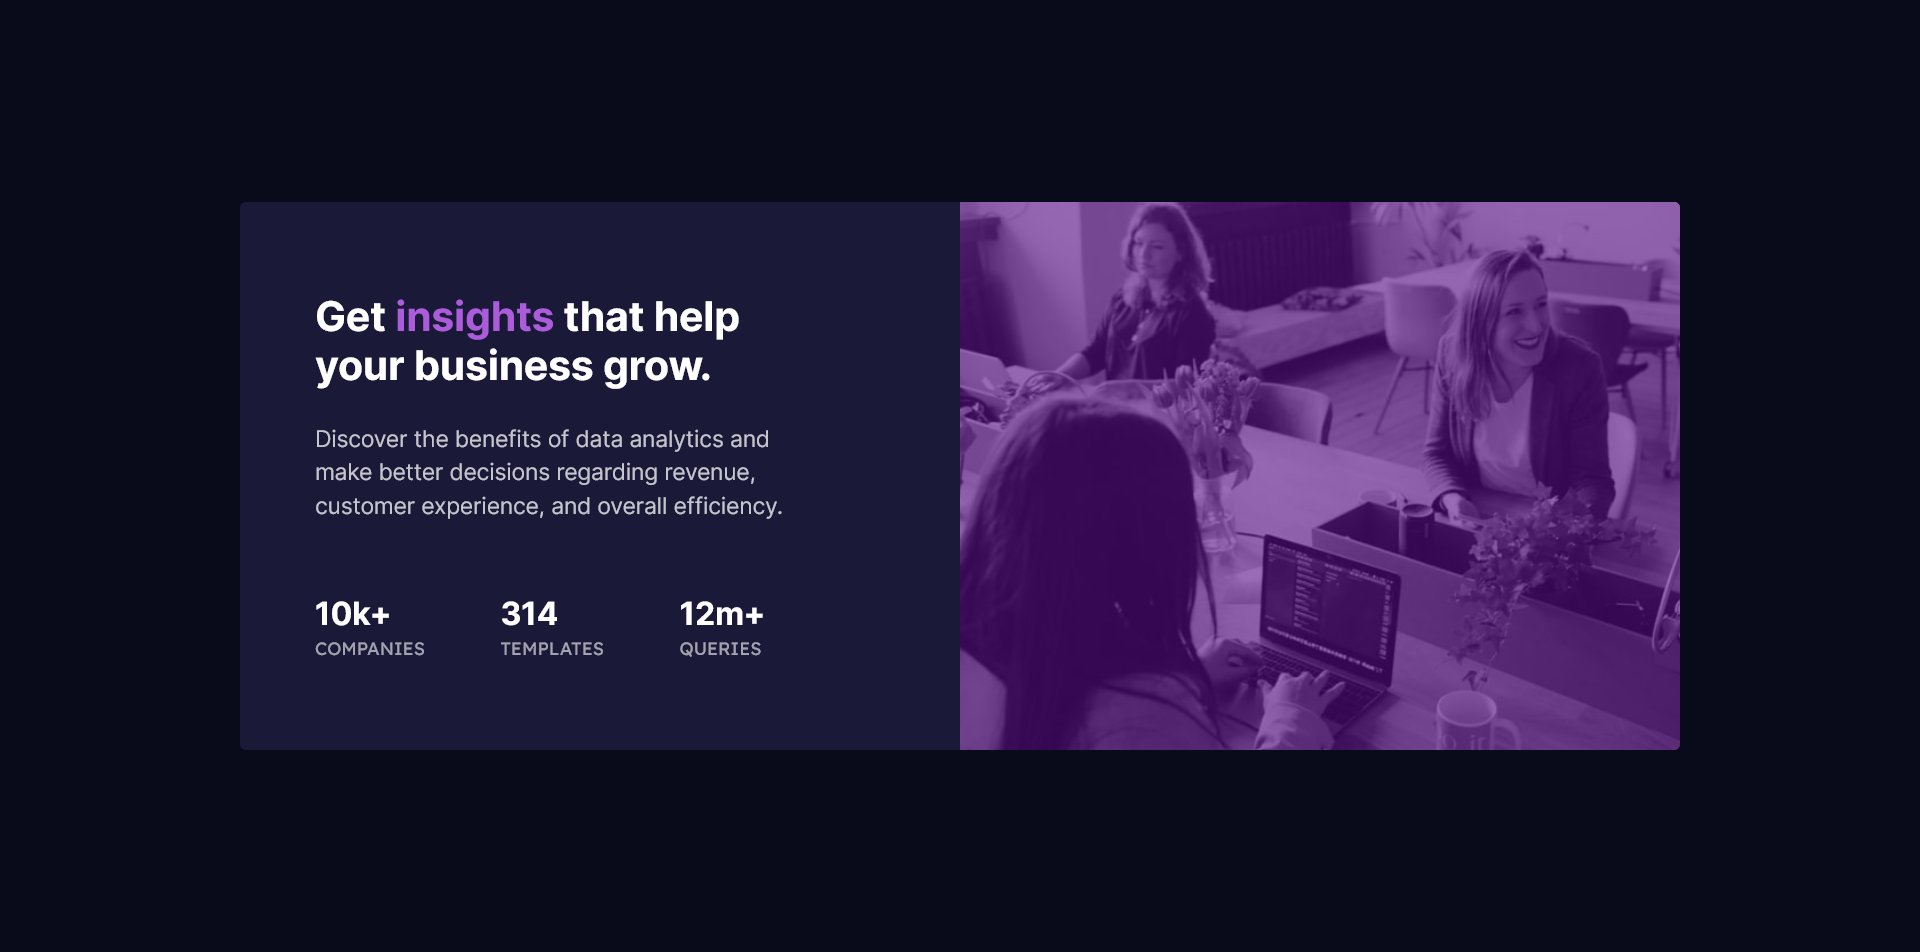 Get insights that help
your business grow.
Discover the benefits of data analytics and
make better decisions regarding revenue,
customer experience, and overall efficiency.
10k+ 314 12m+
COMPANIES TEMPLATES QUERIES